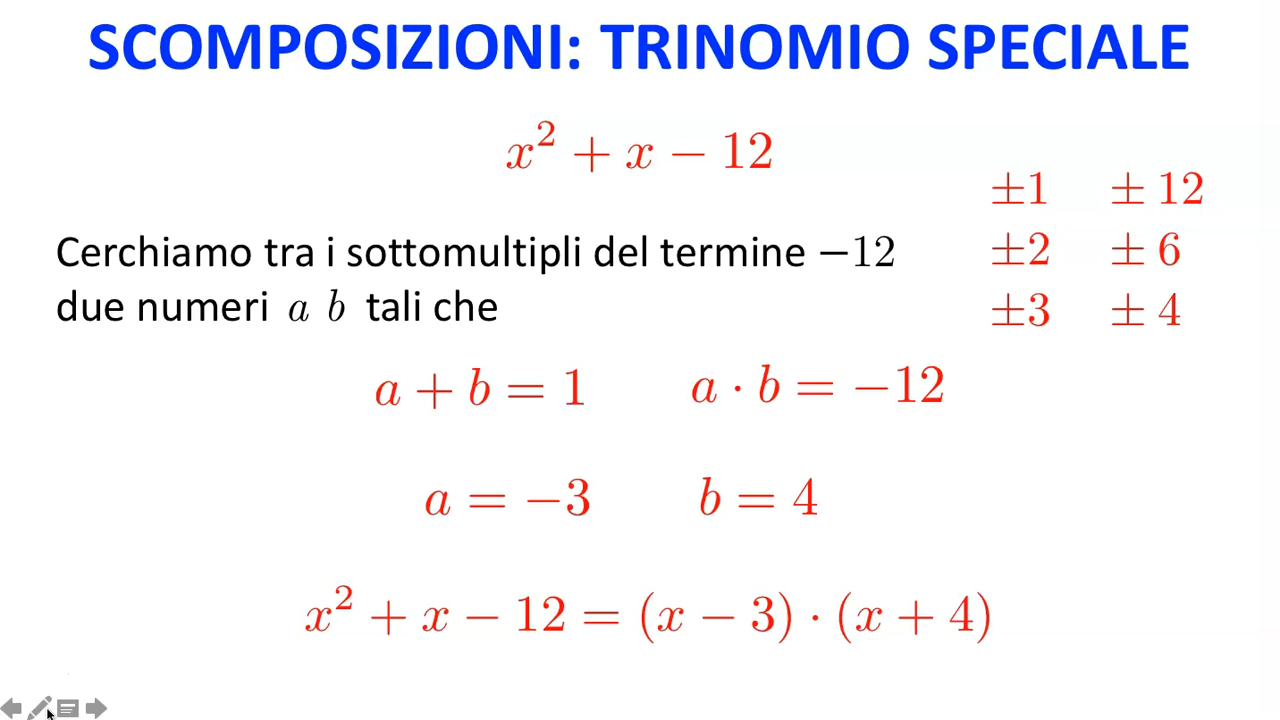 SCOMPOSIZIONI: TRINOMIO SPECIALE
x² + x − 12
±1 ± 12
Cerchiamo tra i sottomultipli del termine −12
±2 ± 6
due numeri a b tali che
±3 ± 4
a + b = 1 a · b = −12
a = −3 b = 4
x² + x − 12 = (x − 3) · (x + 4)